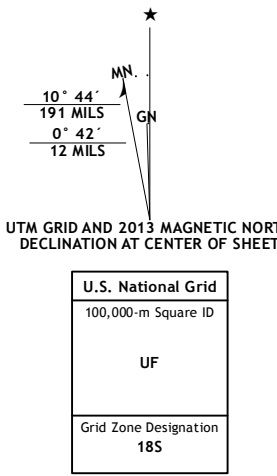 ★
MN
GN
10° 44´
191 MILS
0° 42´
12 MILS
UTM GRID AND 2013 MAGNETIC NORT
DECLINATION AT CENTER OF SHEET
U.S. National Grid
100,000-m Square ID
UF
Grid Zone Designation
18S